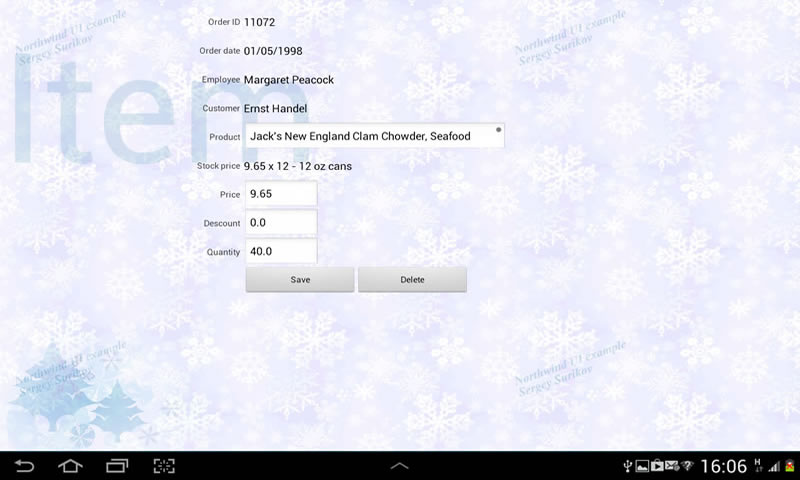 Northwind UI example
Sergey Surikov
Northwind UI example
Sergey Surikov
Item
Order ID 11072
Order date 01/05/1998
Employee Margaret Peacock
Customer Ernst Handel
Product Jack's New England Clam Chowder, Seafood
Stock price 9.65 x 12 - 12 oz cans
Price 9.65
Descount 0.0
Quantity 40.0
Save Delete
Northwind UI example
Sergey Surikov
Northwind UI example
Sergey Surikov
16:06
H